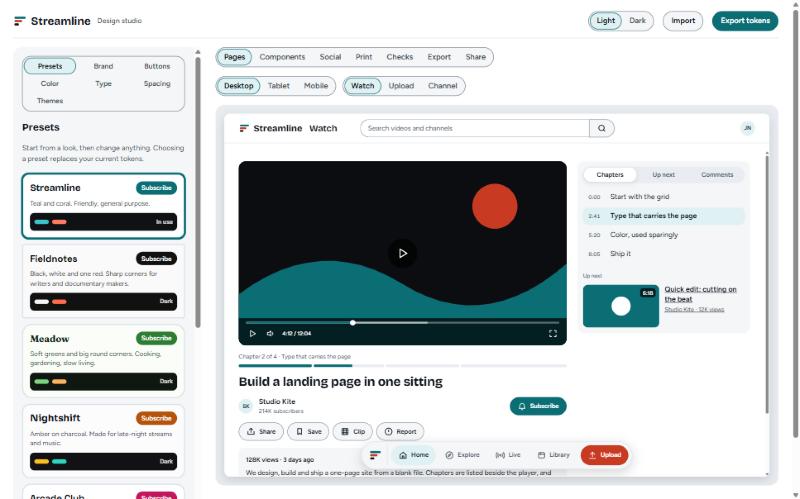 Streamline Design studio
Light Dark Import Export tokens
Presets Brand Buttons
Color Type Spacing
Themes
Presets
Start from a look, then change anything. Choosing
a preset replaces your current tokens.
Streamline Subscribe
Teal and coral. Friendly, general purpose.
In use
Fieldnotes Subscribe
Black, white and one red. Sharp corners for
writers and documentary makers.
Dark
Meadow Subscribe
Soft greens and big round corners. Cooking,
gardening, slow living.
Dark
Nightshift Subscribe
Amber on charcoal. Made for late-night streams
and music.
Dark
Arcade Club Subscribe
Pages Components Social Print Checks Export Share
Desktop Tablet Mobile Watch Upload Channel
Streamline Watch Search videos and channels JN
4:12 / 12:04
Chapter 2 of 4 · Type that carries the page
Build a landing page in one sitting
SK Studio Kite
214K subscribers
Subscribe
Share Save Clip Report
128K views · 3 days ago
We design, build and ship a one-page site from a blank file. Chapters are listed beside the player, and
Chapters Up next Comments
0:00 Start with the grid
2:41 Type that carries the page
5:20 Color, used sparingly
8:05 Ship it
Up next
6:18
Quick edit: cutting on
the beat
Studio Kite · 12K views
Home Explore Live Library Upload